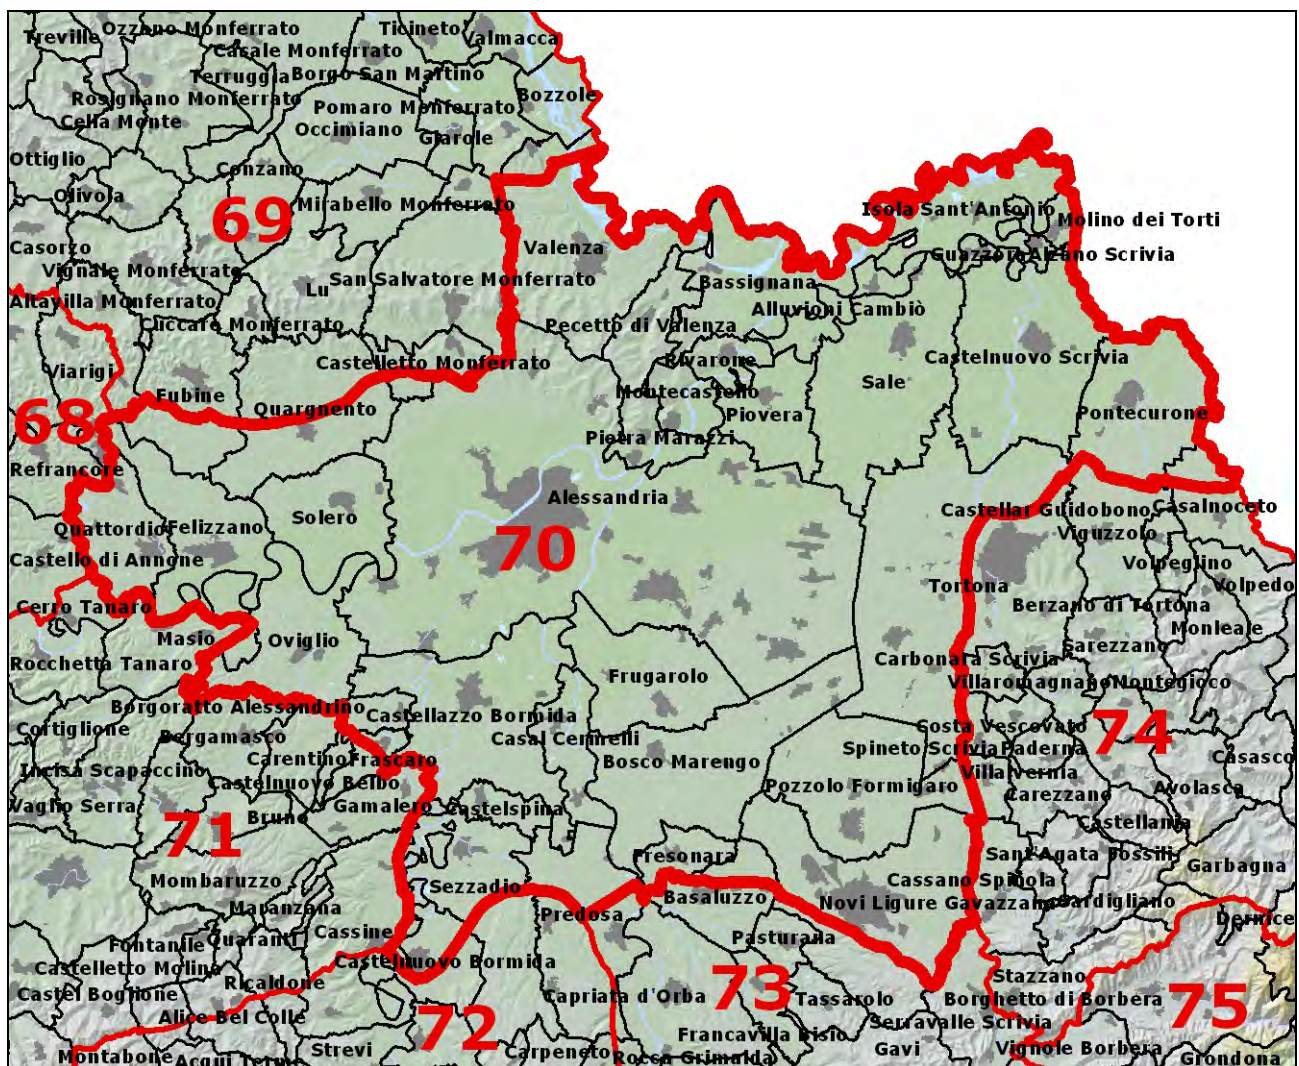 Treville
Ozzano Monferrato
Ticineto
Valmacca
Casale Monferrato
Terruggia
Borgo San Martino
Bozzole
Rosignano Monferrato
Pomaro Monferrato
Cella Monte
Occimiano
Giarole
Ottiglio
Conzano
Olivola
69
Mirabello Monferrato
Isola Sant'Antonio
Molino dei Torti
Casorzo
Valenza
Guazzora
Alzano Scrivia
Vignale Monferrato
San Salvatore Monferrato
Bassignana
Lu
Altavilla Monferrato
Alluvioni Cambiò
Cuccaro Monferrato
Pecetto di Valenza
Castelletto Monferrato
Rivarone
Castelnuovo Scrivia
Viarigi
Fubine
Montecastello
Sale
Quargnento
Piovera
Pontecurone
68
Pietra Marazzi
Refrancore
Alessandria
Castellar Guidobono
Casalnoceto
Solero
Quattordio
Felizzano
Viguzzolo
70
Castello di Annone
Volpeglino
Tortona
Volpedo
Cerro Tanaro
Berzano di Tortona
Masio
Oviglio
Monleale
Sarezzano
Rocchetta Tanaro
Carbonara Scrivia
Frugarolo
Villaromagnano
Montegioco
Borgoratto Alessandrino
Castellazzo Bormida
Cortiglione
Costa Vescovato
74
Bergamasco
Casal Cermelli
Spineto Scrivia
Paderna
Carentino
Frascaro
Bosco Marengo
Casasco
Incisa Scapaccino
Villalvernia
Castelnuovo Belbo
Pozzolo Formigaro
Avolasca
Vaglio Serra
Gamalero
Castelspina
Carezzano
Bruno
Castellania
71
Fresonara
Sant'Agata Fossili
Garbagna
Mombaruzzo
Sezzadio
Cassano Spinola
Basaluzzo
Novi Ligure
Gavazzana
Sardigliano
Maranzana
Predosa
Dernice
Cassine
Pasturana
Fontanile
Quaranti
Castelnuovo Bormida
Castelletto Molina
Stazzano
Ricaldone
73
Castel Boglione
Capriata d'Orba
Tassarolo
Borghetto di Borbera
75
Alice Bel Colle
72
Serravalle Scrivia
Francavilla Bisio
Strevi
Carpeneto
Gavi
Vignole Borbera
Montabone
Acqui Terme
Rocca Grimalda
Grondona